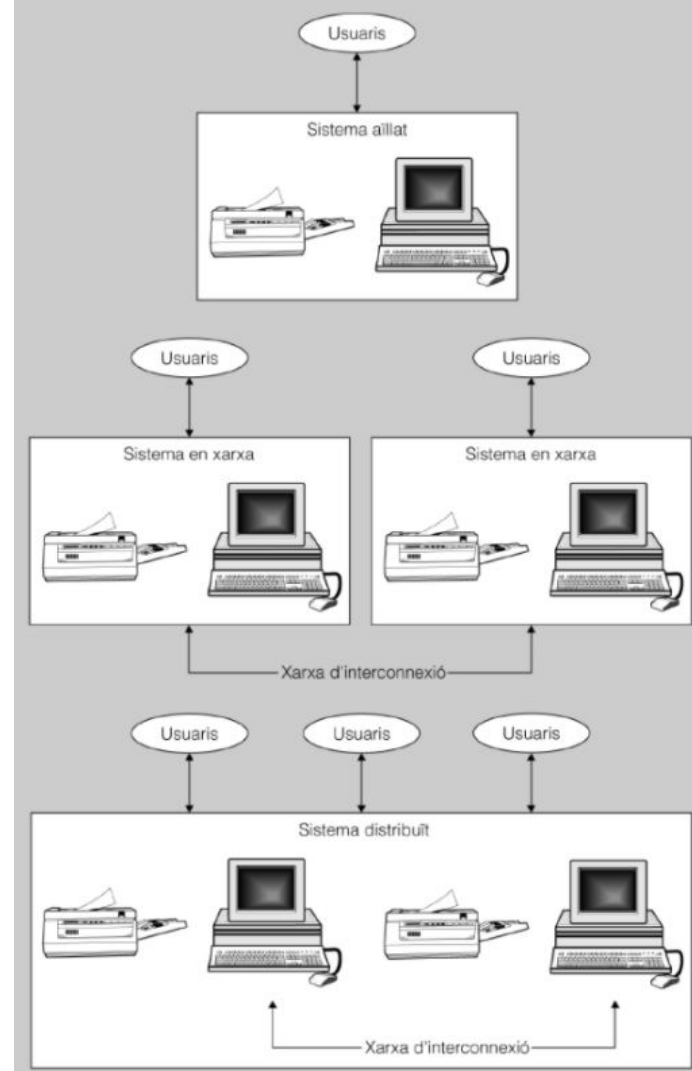 Usuaris
Sistema aïllat
Usuaris
Usuaris
Sistema en xarxa
Sistema en xarxa
Xarxa d'interconnexió
Usuaris
Usuaris
Usuaris
Sistema distribuït
Xarxa d'interconnexió